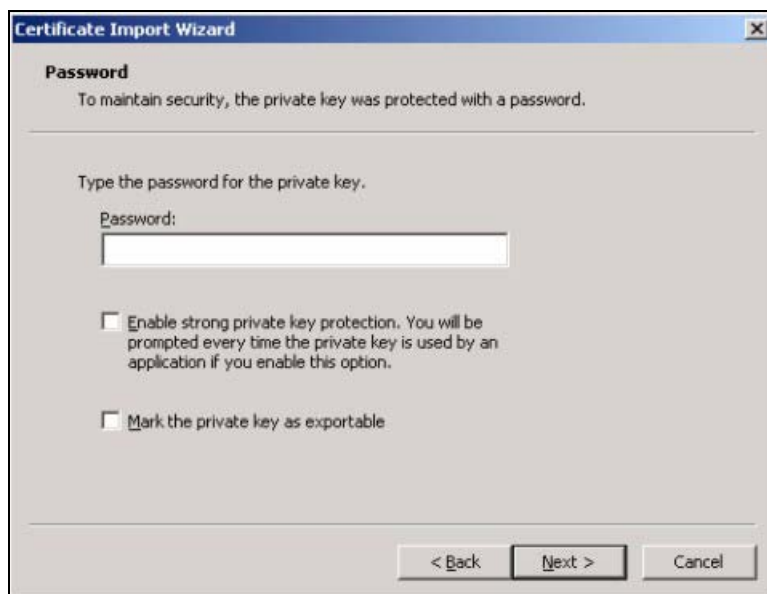 Certificate Import Wizard
Password
To maintain security, the private key was protected with a password.
Type the password for the private key.
Password:
Enable strong private key protection. You will
be prompted every time the private key is used by an
application if you enable this option.
Mark the private key as exportable
< Back
Next >
Cancel